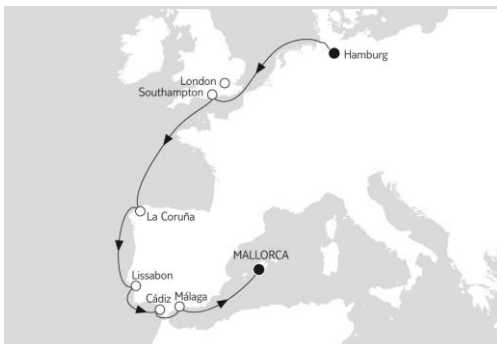 Hamburg
London
Southampton
La Coruña
MALLORCA
Lissabon
Cádiz
Málaga